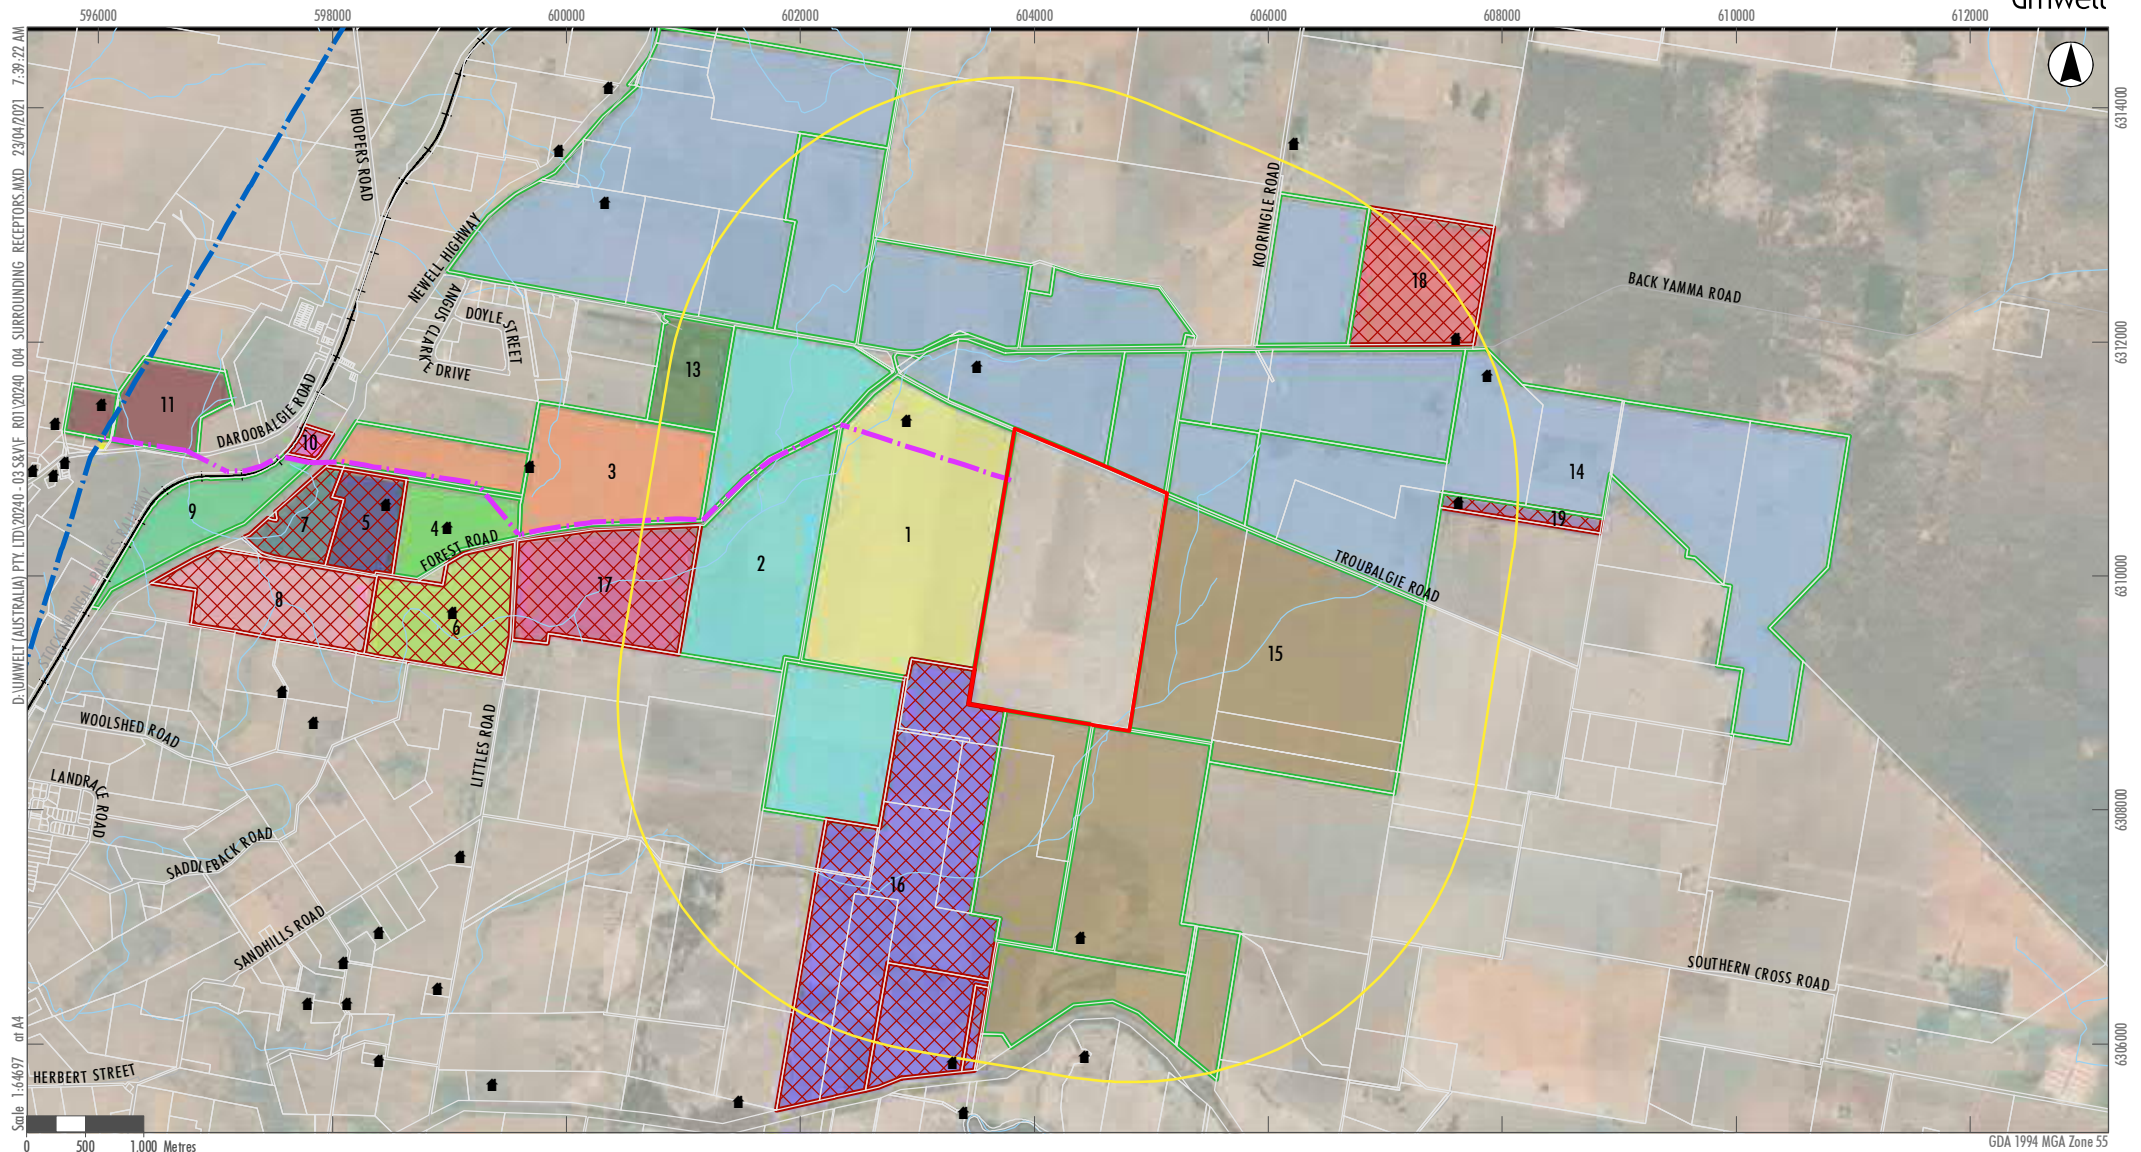 umwelt
596000
598000
600000
602000
604000
606000
608000
610000
612000
D:\UMWELT (AUSTRALIA) PTY. LTD\20240 - 033 S&V\F R01\20240 004 SURROUNDING RECEPTORS.MXD 23/04/2021 7:39:22 AM
Scale 1:64697 at A4
6314000
6312000
6310000
6308000
6306000
HOOPERS ROAD
NEWELL HIGHWAY
ANGUS CLARKE DRIVE
DOYLE STREET
KOORINGLE ROAD
BACK YAMMA ROAD
18
13
11
DAROOBALGIE ROAD
10
3
14
9
7
5
4
FOREST ROAD
19
1
2
TROUBALGIE ROAD
8
6
17
15
STOCKINBINGAL PARKES RAILWAY
WOOLSHED ROAD
LITTLES ROAD
LANDRACE ROAD
SADDLEBACK ROAD
16
SANDHILLS ROAD
SOUTHERN CROSS ROAD
HERBERT STREET
0 500 1,000 Metres
GDA 1994 MGA Zone 55